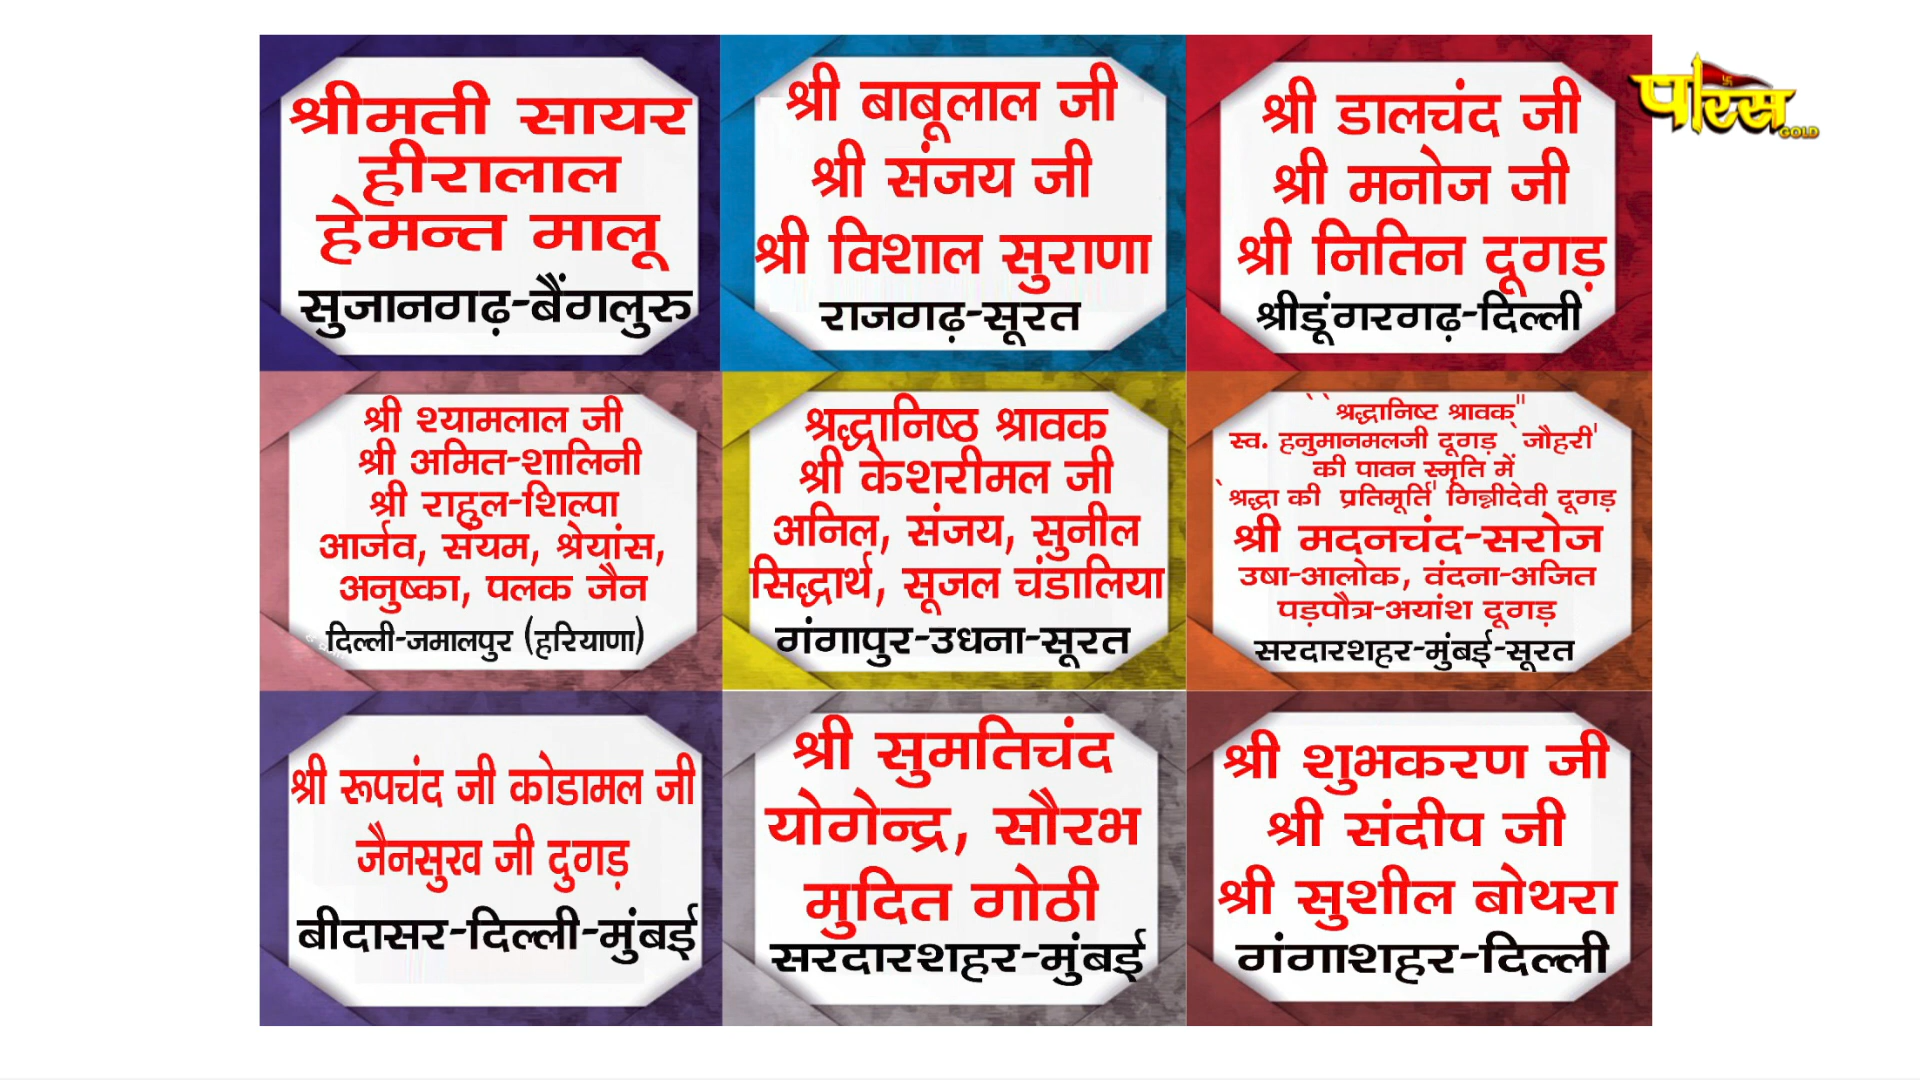 श्रीमती सायर
हीरालाल
हेमन्त मालू
सुजानगढ़-बैंगलुरु
श्री बाबूलाल जी
श्री संजय जी
श्री विशाल सुराणा
राजगढ़-सूरत
श्री डालचंद जी
श्री मनोज जी
श्री नितिन दूगड़
श्रीडूंगरगढ़-दिल्ली
पारस
GOLD
श्री श्यामलाल जी
श्री अमित-शालिनी
श्री राहुल-शिल्पा
आर्जव, संयम, श्रेयांस,
अनुष्का, पलक जैन
दिल्ली-जमालपुर (हरियाणा)
श्रद्धानिष्ठ श्रावक
श्री केशरीमल जी
अनिल, संजय, सुनील
सिद्धार्थ, सूजल चंडालिया
गंगापुर-उधना-सूरत
``श्रद्धानिष्ट श्रावक"
स्व. हनुमानमलजी दूगड़ `जौहरी'
की पावन स्मृति में
`श्रद्धा की प्रतिमूर्ति' गिन्नीदेवी दूगड़
श्री मदनचंद-सरोज
उषा-आलोक, वंदना-अजित
पड़पौत्र-अयांश दूगड़
सरदारशहर-मुंबई-सूरत
श्री रूपचंद जी कोडामल जी
जैनसुख जी दुगड़
बीदासर-दिल्ली-मुंबई
श्री सुमतिचंद
योगेन्द्र, सौरभ
मुदित गोठी
सरदारशहर-मुंबई
श्री शुभकरण जी
श्री संदीप जी
श्री सुशील बोथरा
गंगाशहर-दिल्ली